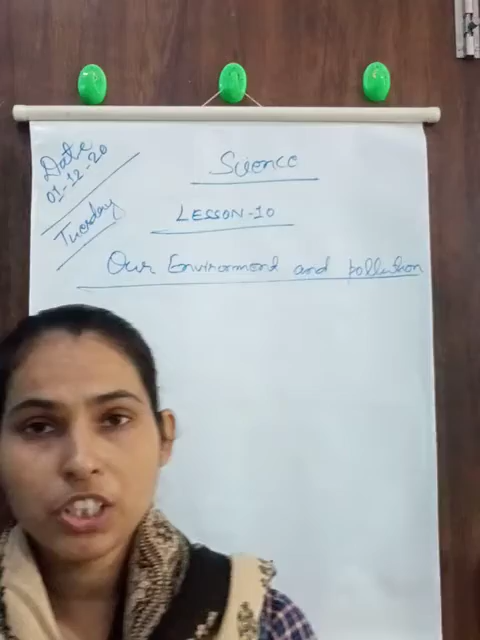 Date
01-12-20
Tuesday
Science
LESSON-10
Our Environment and pollution